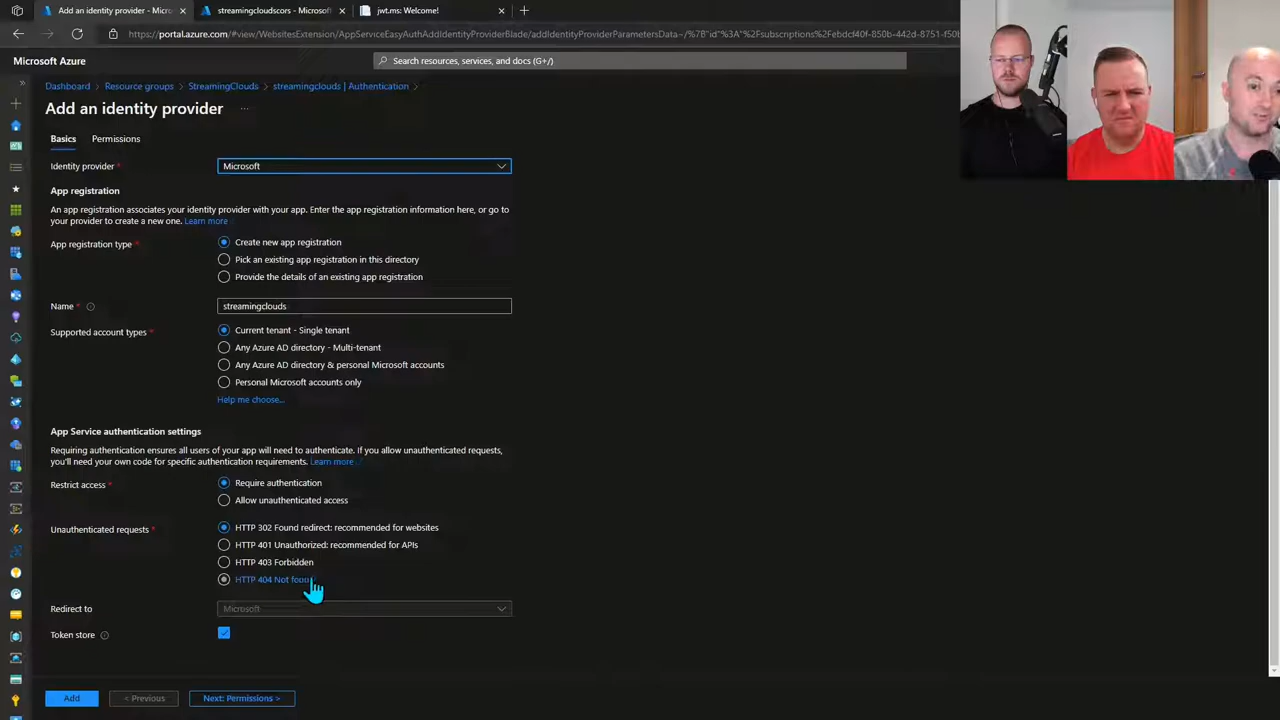 Add an identity provider - Micro
streamingcloudscors - Microsoft
jwt.ms: Welcome!
https://portal.azure.com/#view/WebsitesExtension/AppServiceEasyAuthAddIdentityProviderBlade/addIdentityProviderParametersData~/%7B"id"%3A"%2Fsubscriptions%2Febdcf40f-850b-442d-8751-f50
Microsoft Azure
Search resources, services, and docs (G+/)
Dashboard > Resource groups > StreamingClouds > streamingclouds | Authentication >
Add an identity provider ...
Basics Permissions
Identity provider * Microsoft
App registration
An app registration associates your identity provider with your app. Enter the app registration information here, or go to
your provider to create a new one. Learn more
App registration type * Create new app registration
Pick an existing app registration in this directory
Provide the details of an existing app registration
Name * streamingclouds
Supported account types * Current tenant - Single tenant
Any Azure AD directory - Multi-tenant
Any Azure AD directory & personal Microsoft accounts
Personal Microsoft accounts only
Help me choose...
App Service authentication settings
Requiring authentication ensures all users of your app will need to authenticate. If you allow unauthenticated requests,
you'll need your own code for specific authentication requirements. Learn more
Restrict access * Require authentication
Allow unauthenticated access
Unauthenticated requests * HTTP 302 Found redirect: recommended for websites
HTTP 401 Unauthorized: recommended for APIs
HTTP 403 Forbidden
HTTP 404 Not found
Redirect to Microsoft
Token store
Add < Previous Next: Permissions >